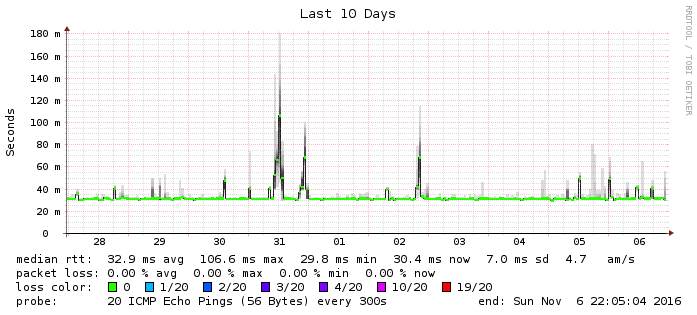 Last 10 Days
RRDTOOL / TOBI OETIKER
Seconds
180 m
160 m
140 m
120 m
100 m
80 m
60 m
40 m
20 m
0
28 29 30 31 01 02 03 04 05 06
median rtt: 32.9 ms avg 106.6 ms max 29.8 ms min 30.4 ms now 7.0 ms sd 4.7 am/s
packet loss: 0.00 % avg 0.00 % max 0.00 % min 0.00 % now
loss color: 0 1/20 2/20 3/20 4/20 10/20 19/20
probe: 20 ICMP Echo Pings (56 Bytes) every 300s end: Sun Nov 6 22:05:04 2016